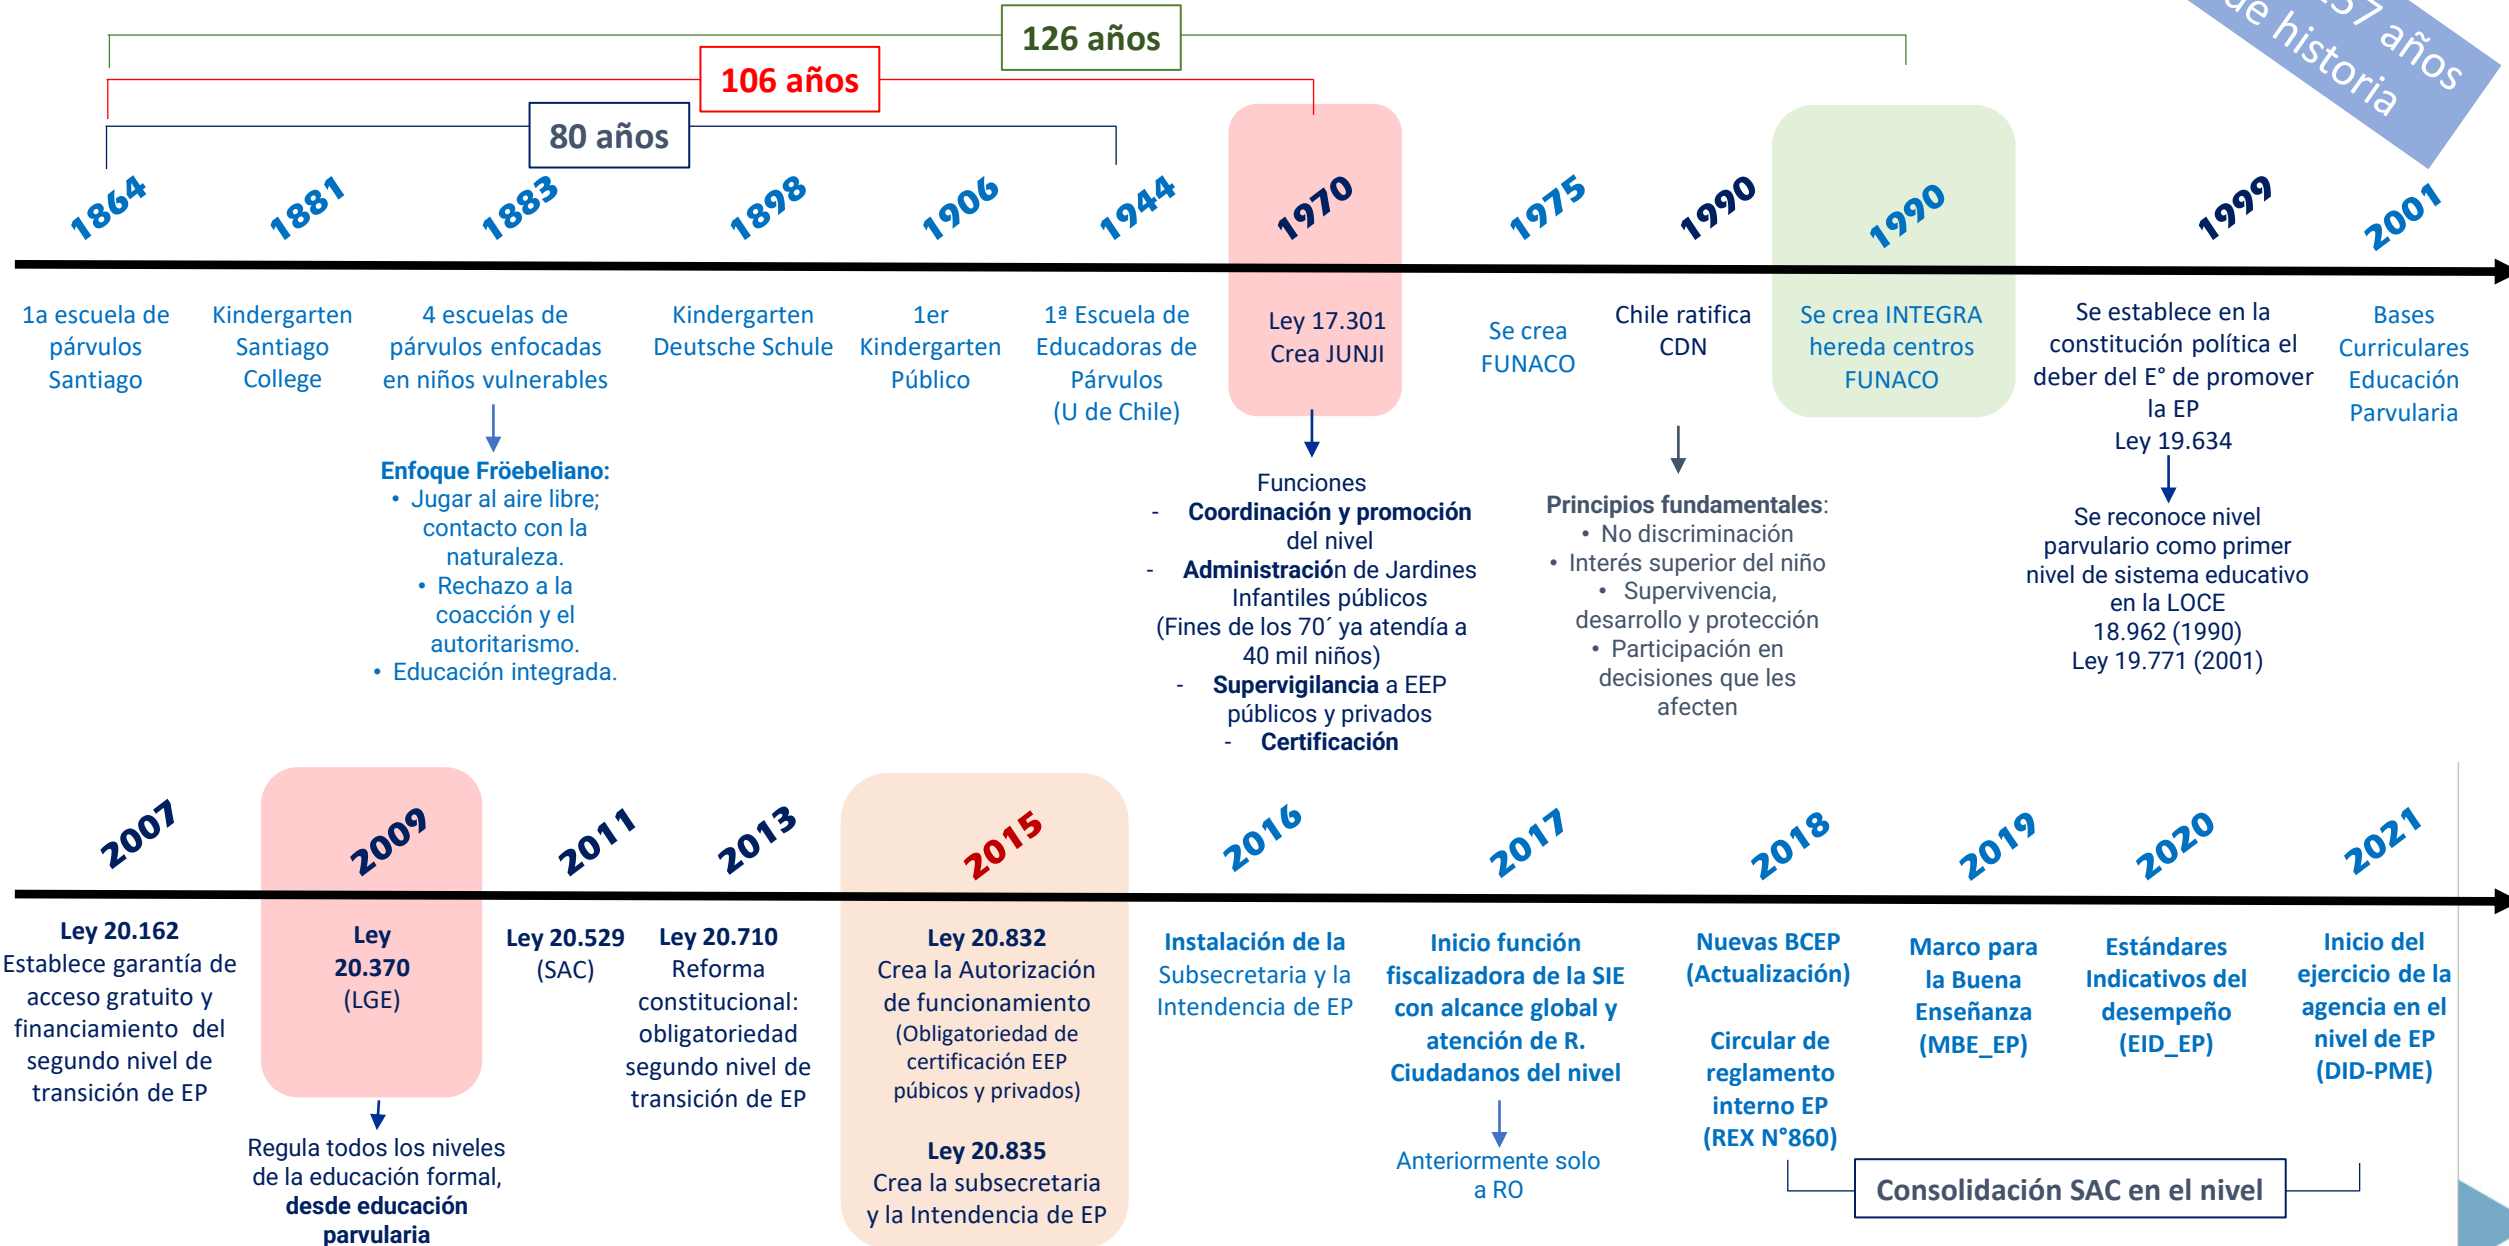 157 años
de historia
126 años
106 años
80 años
1864
1881
1883
1898
1906
1944
1970
1975
1990
1990
1999
2001
1a escuela de
párvulos
Santiago
Kindergarten
Santiago
College
4 escuelas de
párvulos enfocadas
en niños vulnerables
Enfoque Fröebeliano:
• Jugar al aire libre;
contacto con la
naturaleza.
• Rechazo a la
coacción y el
autoritarismo.
• Educación integrada.
Kindergarten
Deutsche Schule
1er
Kindergarten
Público
1ª Escuela de
Educadoras de
Párvulos
(U de Chile)
Ley 17.301
Crea JUNJI
Funciones
- Coordinación y promoción
del nivel
- Administración de Jardines
Infantiles públicos
(Fines de los 70´ ya atendía a
40 mil niños)
- Supervigilancia a EEP
públicos y privados
- Certificación
Se crea
FUNACO
Chile ratifica
CDN
Principios fundamentales:
• No discriminación
• Interés superior del niño
• Supervivencia,
desarrollo y protección
• Participación en
decisiones que les
afecten
Se crea INTEGRA
hereda centros
FUNACO
Se establece en la
constitución política el
deber del E° de promover
la EP
Ley 19.634
Se reconoce nivel
parvulario como primer
nivel de sistema educativo
en la LOCE
18.962 (1990)
Ley 19.771 (2001)
Bases
Curriculares
Educación
Parvularia
2007
2009
2011
2013
2015
2016
2017
2018
2019
2020
2021
Ley 20.162
Establece garantía de
acceso gratuito y
financiamiento del
segundo nivel de
transición de EP
Ley
20.370
(LGE)
Regula todos los niveles
de la educación formal,
desde educación
parvularia
Ley 20.529
(SAC)
Ley 20.710
Reforma
constitucional:
obligatoriedad
segundo nivel de
transición de EP
Ley 20.832
Crea la Autorización
de funcionamiento
(Obligatoriedad de
certificación EEP
púbicos y privados)
Ley 20.835
Crea la subsecretaria
y la Intendencia de EP
Instalación de la
Subsecretaria y la
Intendencia de EP
Inicio función
fiscalizadora de la SIE
con alcance global y
atención de R.
Ciudadanos del nivel
Anteriormente solo
a RO
Nuevas BCEP
(Actualización)
Circular de
reglamento
interno EP
(REX N°860)
Marco para
la Buena
Enseñanza
(MBE_EP)
Estándares
Indicativos del
desempeño
(EID_EP)
Inicio del
ejercicio de la
agencia en el
nivel de EP
(DID-PME)
Consolidación SAC en el nivel